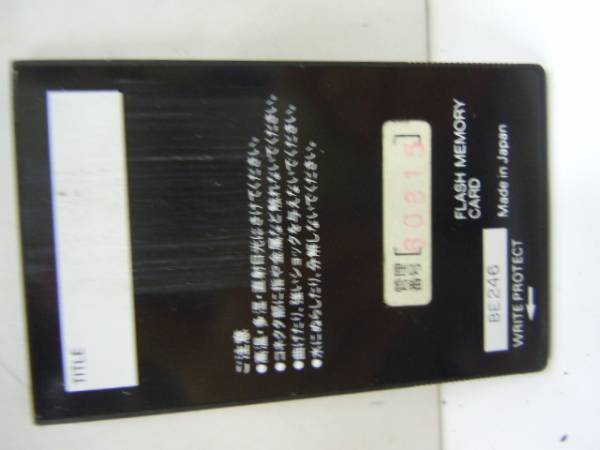 TITLE
ご注意
●高温・多湿・直射日光はさけてください。
●コネクタ部に指や金属など触れないでください。
●曲げたり、強いショックを与えないでください。
●水にぬらしたり、分解しないでください。
管理
番号
[60815]
FLASH MEMORY
CARD
Made in Japan
8E246
WRITE PROTECT
←